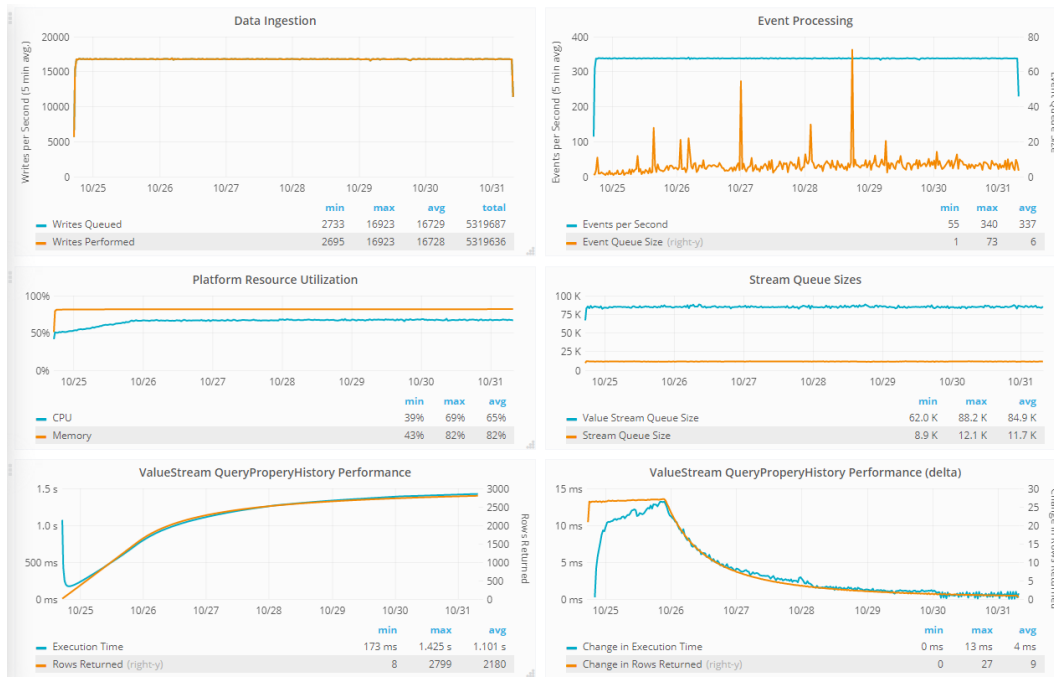 Data Ingestion
Writes per Second (5 min avg.)
20000
15000
10000
5000
0
10/25 10/26 10/27 10/28 10/29 10/30 10/31
min max avg total
Writes Queued 2733 16923 16729 5319687
Writes Performed 2695 16923 16728 5319636
Event Processing
Events per Second (5 min avg.)
400
300
200
100
0
80
60
40
20
0
Event Queue Size
10/25 10/26 10/27 10/28 10/29 10/30 10/31
min max avg
Events per Second 55 340 337
Event Queue Size (right-y) 1 73 6
Platform Resource Utilization
100%
50%
0%
10/25 10/26 10/27 10/28 10/29 10/30 10/31
min max avg
CPU 39% 69% 65%
Memory 43% 82% 82%
Stream Queue Sizes
100 K
75 K
50 K
25 K
0
10/25 10/26 10/27 10/28 10/29 10/30 10/31
min max avg
Value Stream Queue Size 62.0 K 88.2 K 84.9 K
Stream Queue Size 8.9 K 12.1 K 11.7 K
ValueStream QueryProperyHistory Performance
1.5 s
1.0 s
500 ms
0 ms
3000
2500
2000
1500
1000
500
0
Rows Returned
10/25 10/26 10/27 10/28 10/29 10/30 10/31
min max avg
Execution Time 173 ms 1.425 s 1.101 s
Rows Returned (right-y) 8 2799 2180
ValueStream QueryProperyHistory Performance (delta)
15 ms
10 ms
5 ms
0 ms
30
25
20
15
10
5
0
Change in Rows Returned
10/25 10/26 10/27 10/28 10/29 10/30 10/31
min max avg
Change in Execution Time 0 ms 13 ms 4 ms
Change in Rows Returned (right-y) 0 27 9